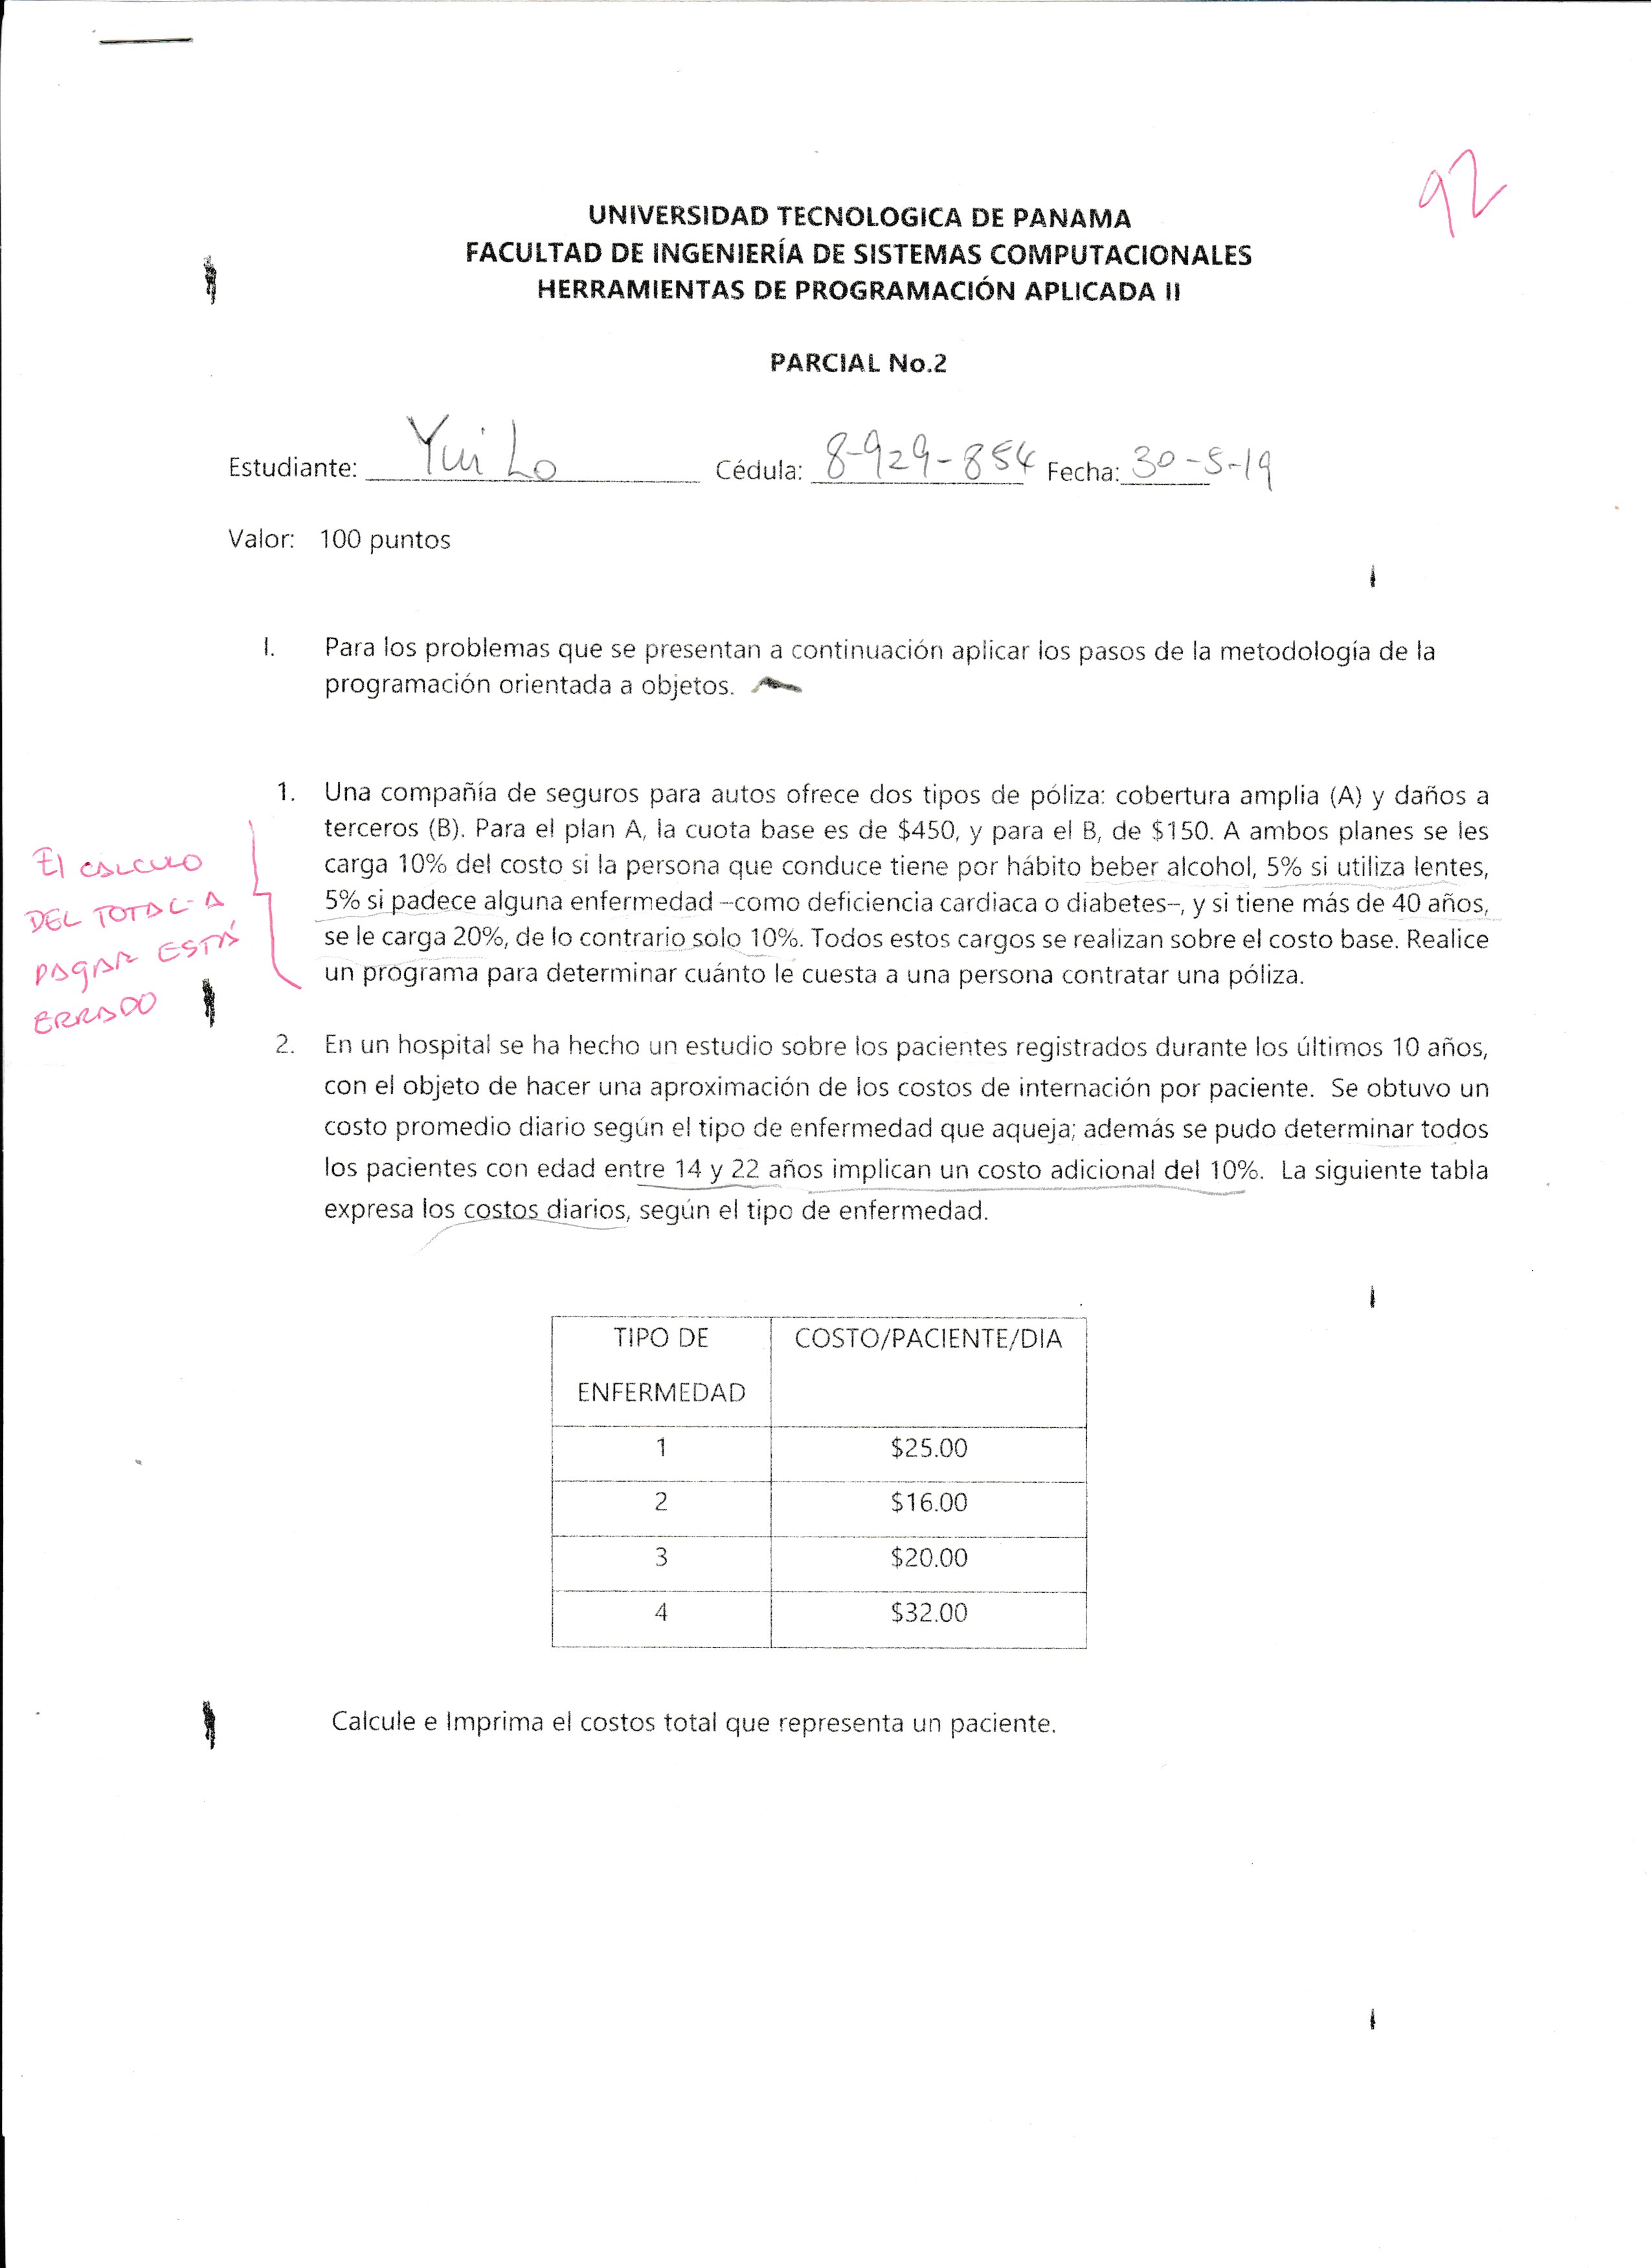 92
UNIVERSIDAD TECNOLOGICA DE PANAMA
FACULTAD DE INGENIERÍA DE SISTEMAS COMPUTACIONALES
HERRAMIENTAS DE PROGRAMACIÓN APLICADA II
PARCIAL No.2
Estudiante: Yui Lo Cédula: 8-929-854 Fecha: 30-5-19
Valor: 100 puntos
I. Para los problemas que se presentan a continuación aplicar los pasos de la metodología de la
programación orientada a objetos.
1. Una compañía de seguros para autos ofrece dos tipos de póliza: cobertura amplia (A) y daños a
terceros (B). Para el plan A, la cuota base es de $450, y para el B, de $150. A ambos planes se les
carga 10% del costo si la persona que conduce tiene por hábito beber alcohol, 5% si utiliza lentes,
5% si padece alguna enfermedad –como deficiencia cardiaca o diabetes–, y si tiene más de 40 años,
se le carga 20%, de lo contrario solo 10%. Todos estos cargos se realizan sobre el costo base. Realice
un programa para determinar cuánto le cuesta a una persona contratar una póliza.
El CALCULO
DEL TOTAL A
PAGAR ESTÁ
ERRADO
2. En un hospital se ha hecho un estudio sobre los pacientes registrados durante los últimos 10 años,
con el objeto de hacer una aproximación de los costos de internación por paciente. Se obtuvo un
costo promedio diario según el tipo de enfermedad que aqueja; además se pudo determinar todos
los pacientes con edad entre 14 y 22 años implican un costo adicional del 10%. La siguiente tabla
expresa los costos diarios, según el tipo de enfermedad.
TIPO DE ENFERMEDAD COSTO/PACIENTE/DIA
1 $25.00
2 $16.00
3 $20.00
4 $32.00
Calcule e Imprima el costos total que representa un paciente.